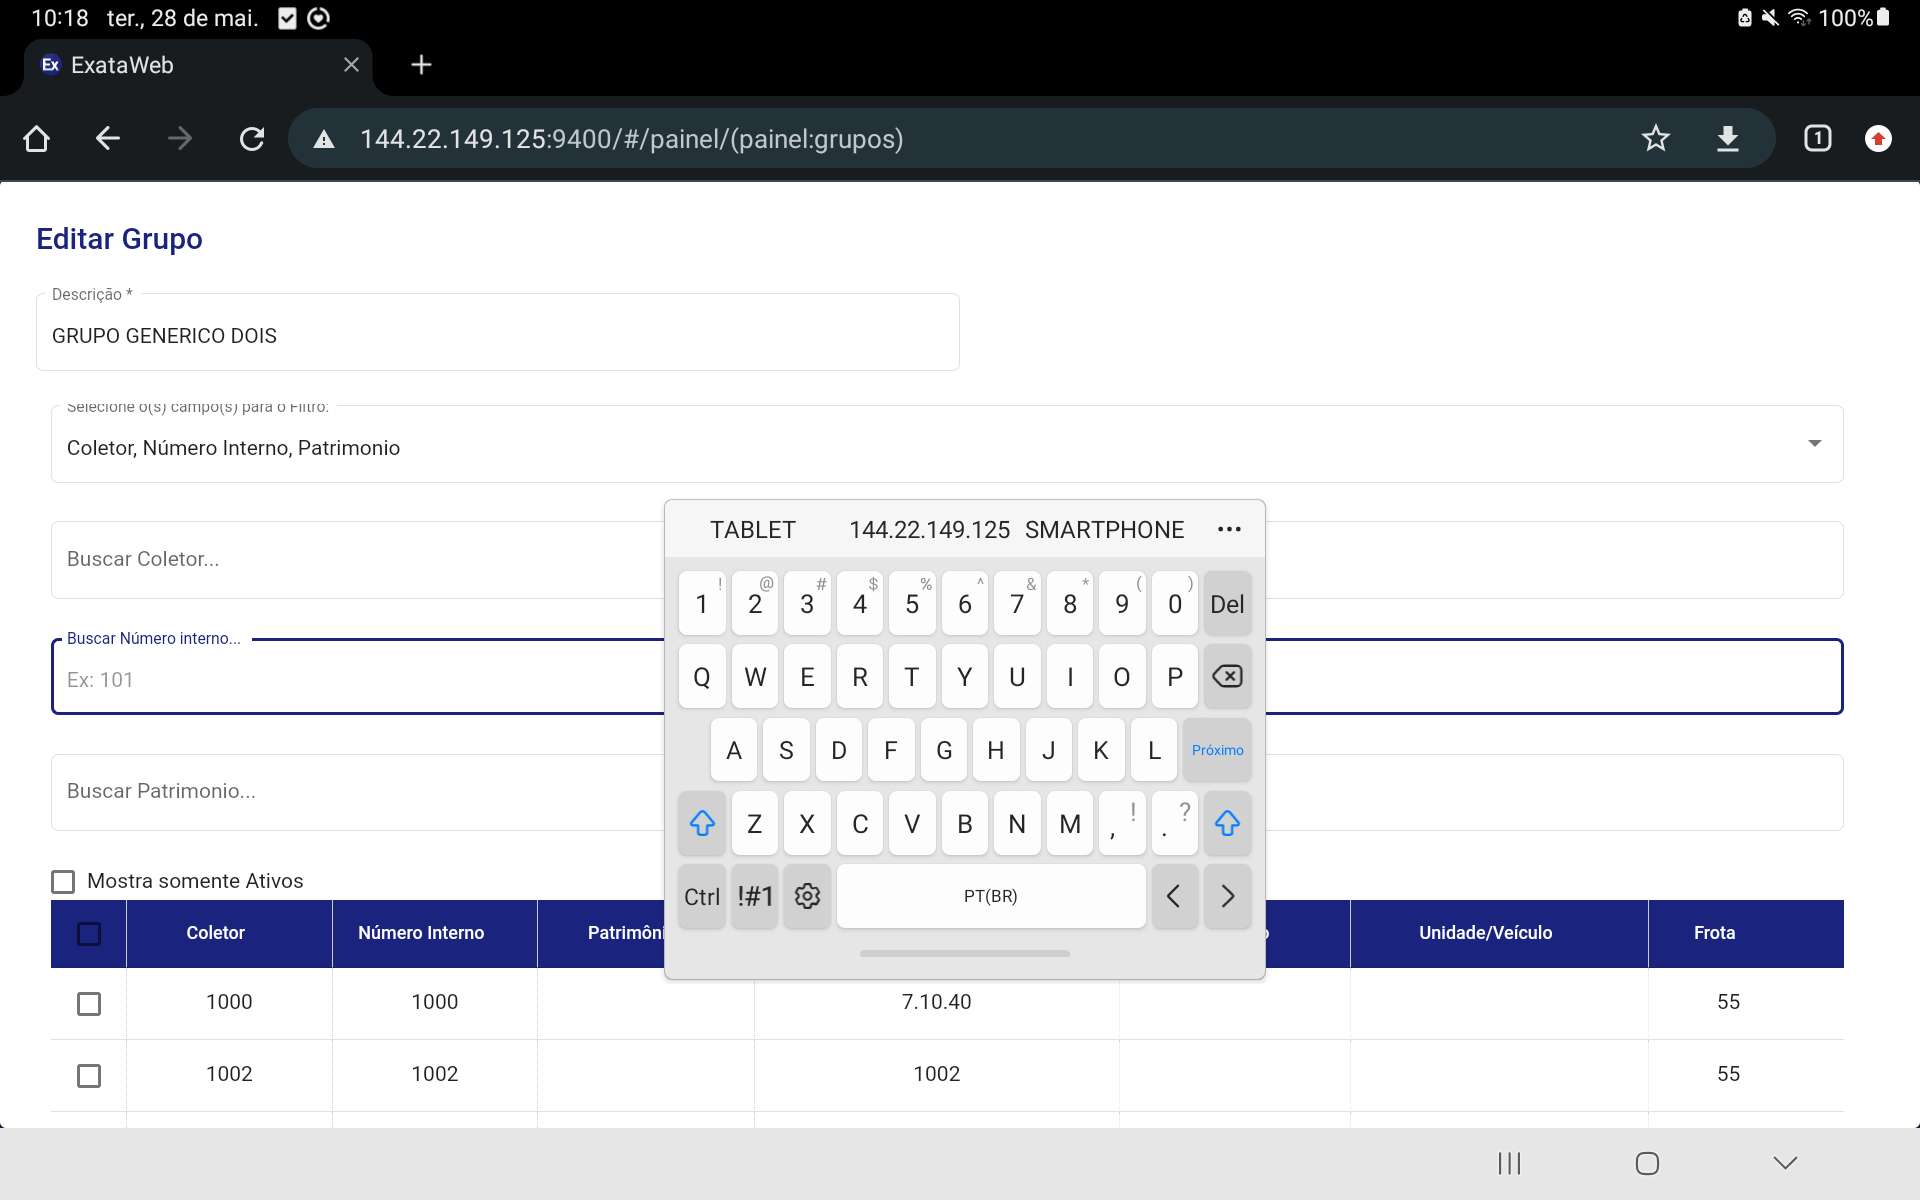 10:18 ter., 28 de mai. 100%
Ex ExataWeb
144.22.149.125:9400/#/painel/(painel:grupos) 1
Editar Grupo
Descrição *
GRUPO GENERICO DOIS
Selecione o(s) campo(s) para o Filtro:
Coletor, Número Interno, Patrimonio
TABLET 144.22.149.125 SMARTPHONE
Buscar Coletor...
! @ # $ % ^ & * ( )
1 2 3 4 5 6 7 8 9 0 Del
Buscar Número interno...
Ex: 101
Q W E R T Y U I O P
A S D F G H J K L Próximo
Buscar Patrimonio...
Z X C V B N M , ! . ?
Mostra somente Ativos
Ctrl !#1 PT(BR) < >
Coletor Número Interno Patrimôni Unidade/Veículo Frota
1000 1000 7.10.40 55
1002 1002 1002 55